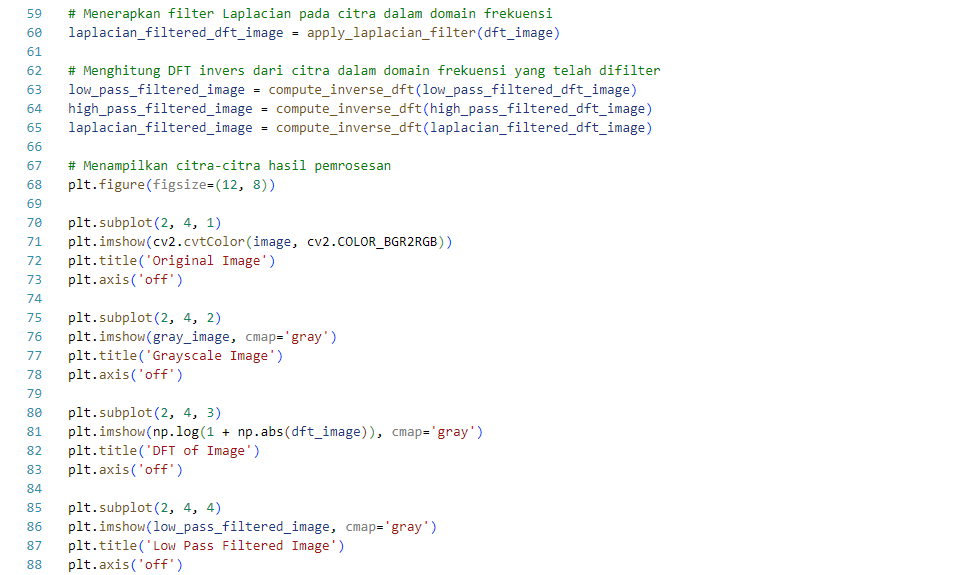 59 # Menerapkan filter Laplacian pada citra dalam domain frekuensi
60 laplacian_filtered_dft_image = apply_laplacian_filter(dft_image)
61
62 # Menghitung DFT invers dari citra dalam domain frekuensi yang telah difilter
63 low_pass_filtered_image = compute_inverse_dft(low_pass_filtered_dft_image)
64 high_pass_filtered_image = compute_inverse_dft(high_pass_filtered_dft_image)
65 laplacian_filtered_image = compute_inverse_dft(laplacian_filtered_dft_image)
66
67 # Menampilkan citra-citra hasil pemrosesan
68 plt.figure(figsize=(12, 8))
69
70 plt.subplot(2, 4, 1)
71 plt.imshow(cv2.cvtColor(image, cv2.COLOR_BGR2RGB))
72 plt.title('Original Image')
73 plt.axis('off')
74
75 plt.subplot(2, 4, 2)
76 plt.imshow(gray_image, cmap='gray')
77 plt.title('Grayscale Image')
78 plt.axis('off')
79
80 plt.subplot(2, 4, 3)
81 plt.imshow(np.log(1 + np.abs(dft_image)), cmap='gray')
82 plt.title('DFT of Image')
83 plt.axis('off')
84
85 plt.subplot(2, 4, 4)
86 plt.imshow(low_pass_filtered_image, cmap='gray')
87 plt.title('Low Pass Filtered Image')
88 plt.axis('off')